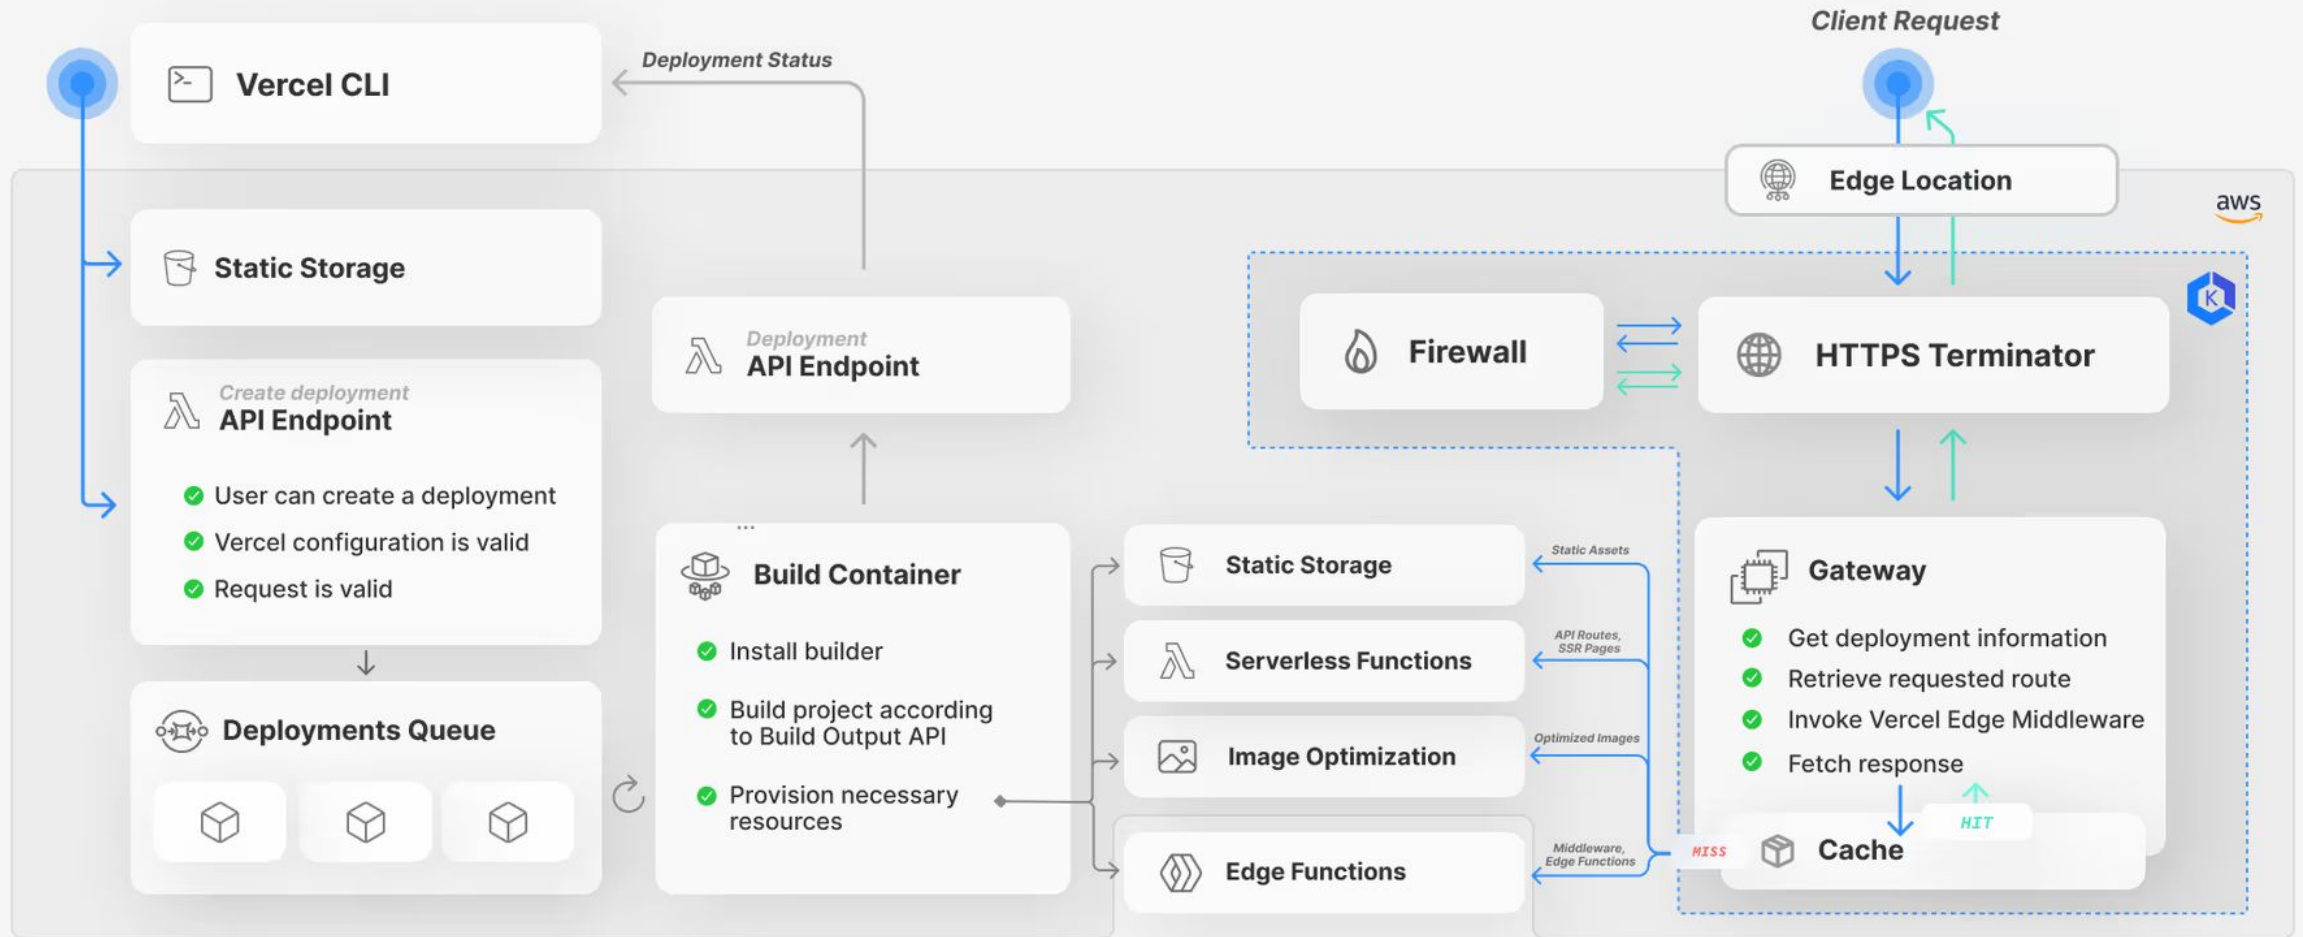 Client Request
Vercel CLI
Deployment Status
Edge Location
aws
Static Storage
Deployment
API Endpoint
Firewall
HTTPS Terminator
K
Create deployment
API Endpoint
User can create a deployment
Vercel configuration is valid
Request is valid
Deployments Queue
...
Build Container
Install builder
Build project according
to Build Output API
Provision necessary
resources
Static Storage
Serverless Functions
Image Optimization
Edge Functions
Static Assets
API Routes,
SSR Pages
Optimized Images
Middleware,
Edge Functions
Gateway
Get deployment information
Retrieve requested route
Invoke Vercel Edge Middleware
Fetch response
HIT
MISS
Cache